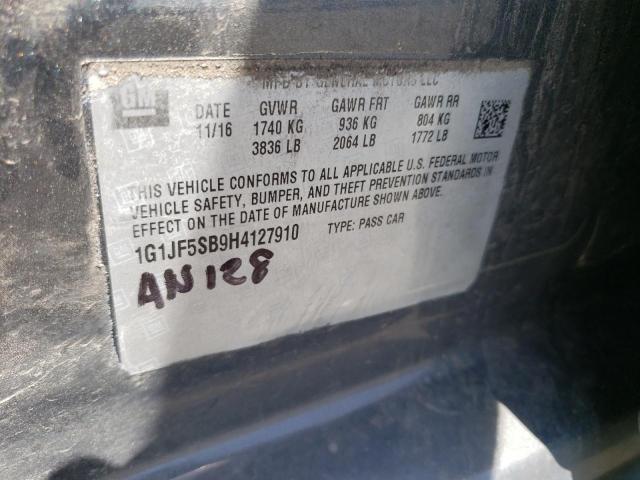 MFD BY GENERAL MOTORS LLC
GM
DATE GVWR GAWR FRT GAWR RR
11/16 1740 KG 936 KG 804 KG
3836 LB 2064 LB 1772 LB
THIS VEHICLE CONFORMS TO ALL APPLICABLE U.S. FEDERAL MOTOR
VEHICLE SAFETY, BUMPER, AND THEFT PREVENTION STANDARDS IN
EFFECT ON THE DATE OF MANUFACTURE SHOWN ABOVE.
1G1JF5SB9H4127910 TYPE: PASS CAR
AN128